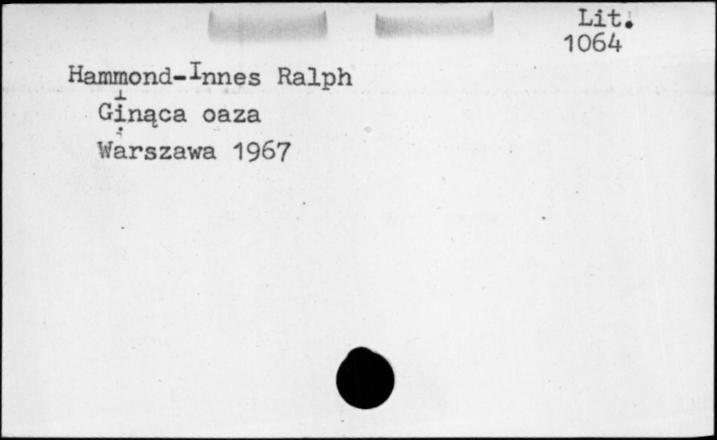 Lit.
1064
Hammond-Innes Ralph
Ginąca oaza
Warszawa 1967